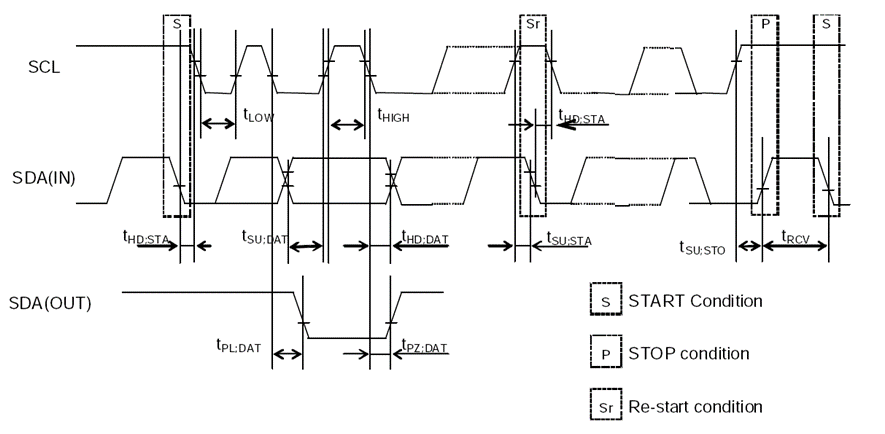 S Sr P S
SCL
tLOW tHIGH tHD;STA
SDA(IN)
tHD;STA tSU;DAT tHD;DAT tSU;STA tSU;STO tRCV
SDA(OUT)
tPL;DAT tPZ;DAT
S START Condition
P STOP condition
Sr Re-start condition